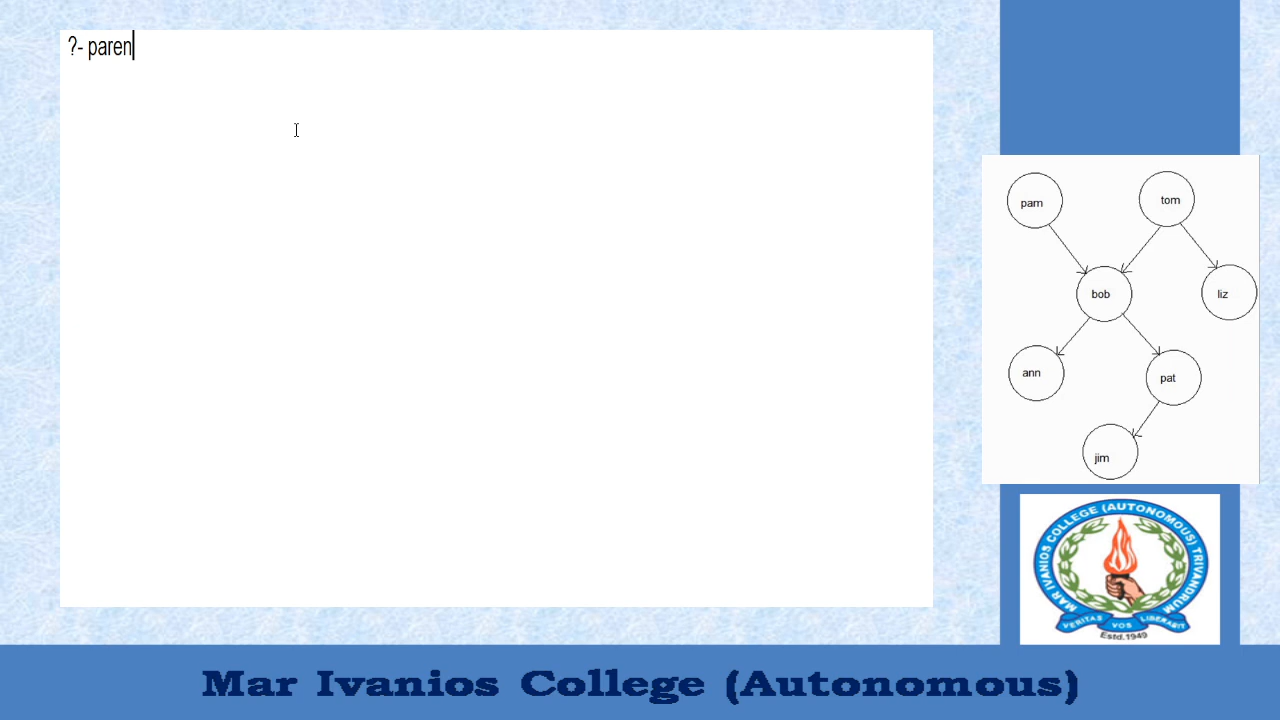 ?- paren
pam
tom
bob
liz
ann
pat
jim
MAR IVANIOS COLLEGE (AUTONOMOUS) TRIVANDRUM
VERITAS VOS LIBERABIT
Estd.1949
Mar Ivanios College (Autonomous)